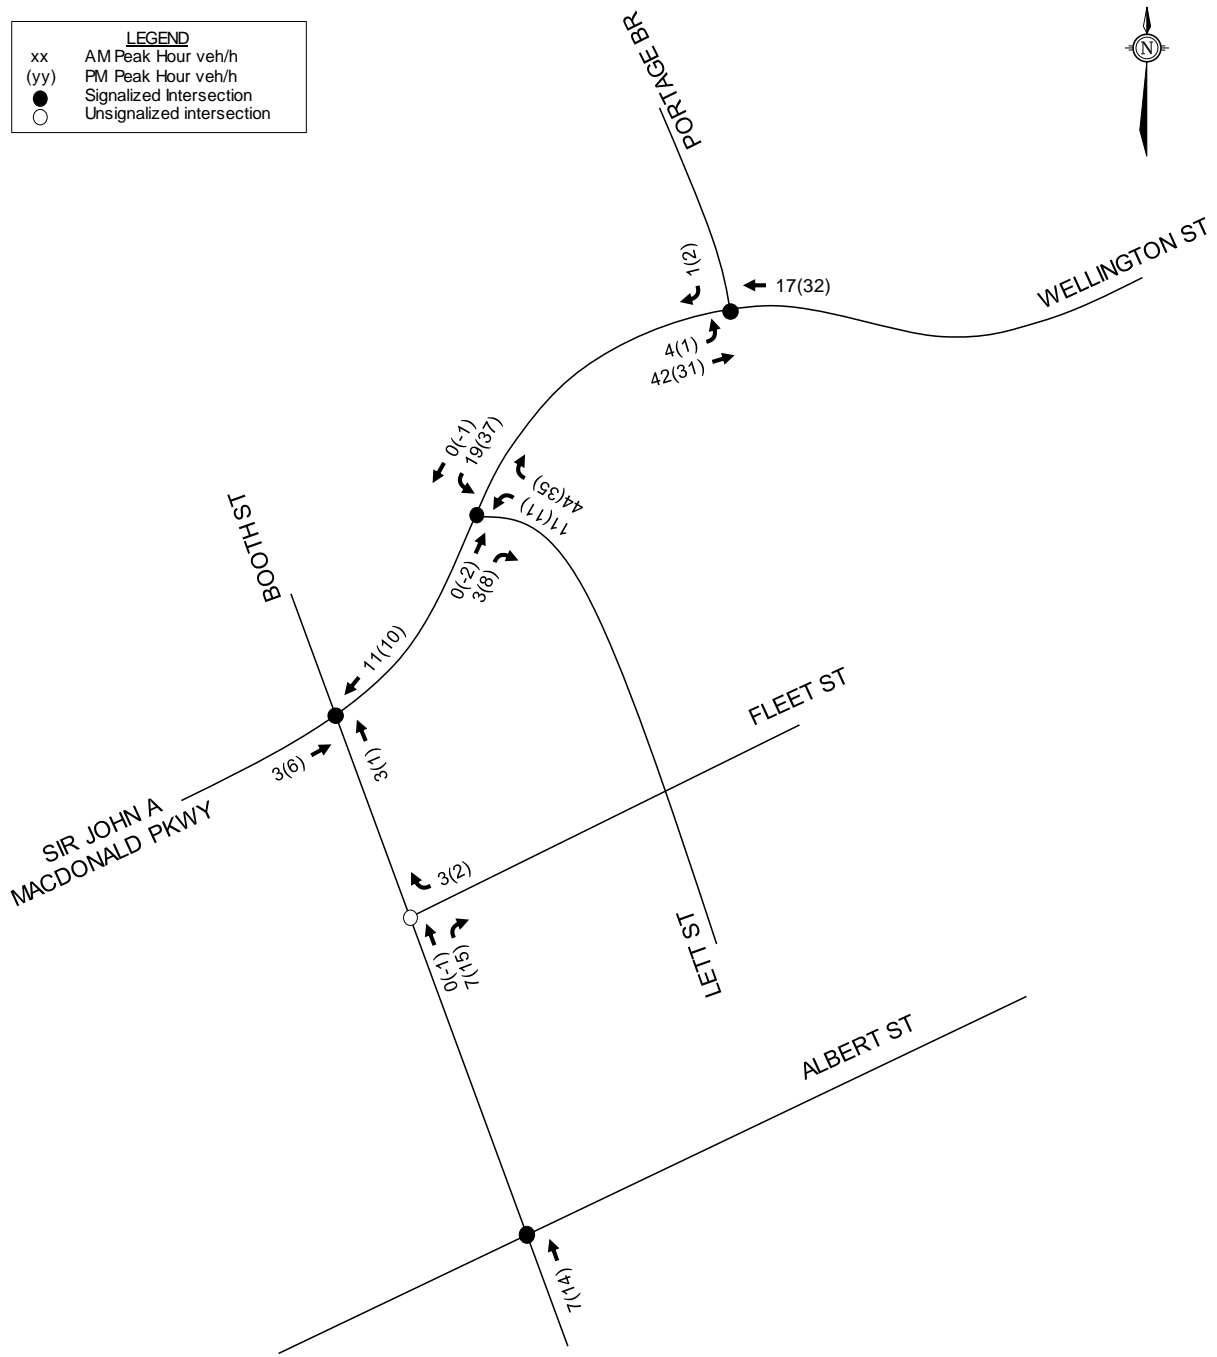 LEGEND
xx AM Peak Hour veh/h
(yy) PM Peak Hour veh/h
Signalized Intersection
Unsignalized intersection
N
PORTAGE BR
WELLINGTON ST
1(2)
17(32)
4(1)
42(31)
0(-1)
19(37)
44(35)
11(11)
0(-2)
3(8)
BOOTH ST
11(10)
3(6)
3(1)
SIR JOHN A
MACDONALD PKWY
FLEET ST
3(2)
0(-1)
7(15)
LETT ST
ALBERT ST
7(14)